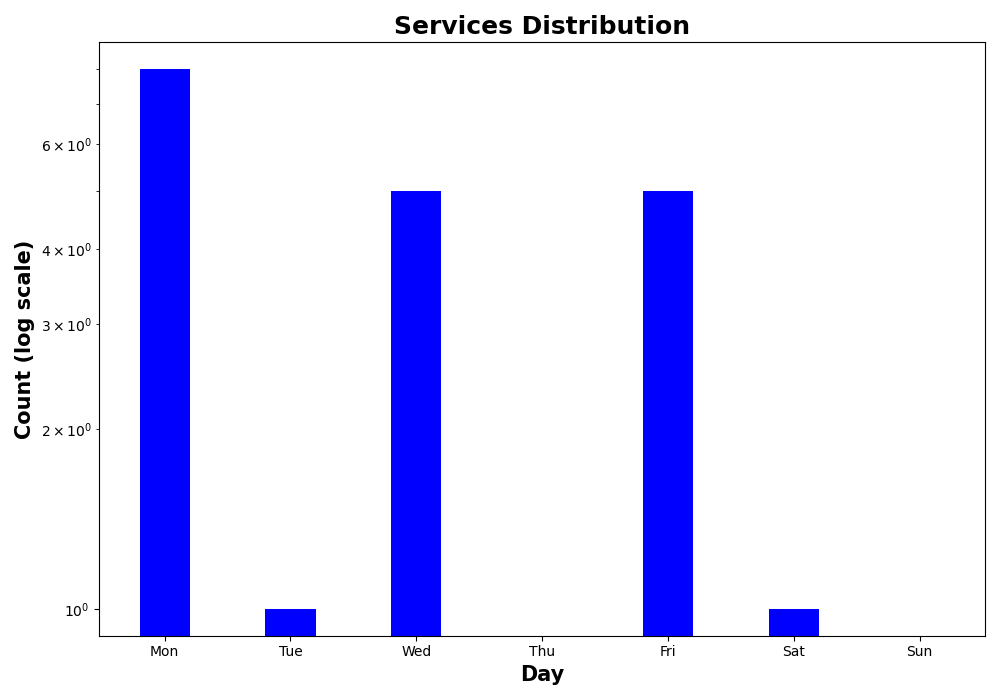 Services Distribution
Count (log scale)
6 × 10⁰
4 × 10⁰
3 × 10⁰
2 × 10⁰
10⁰
Mon Tue Wed Thu Fri Sat Sun
Day